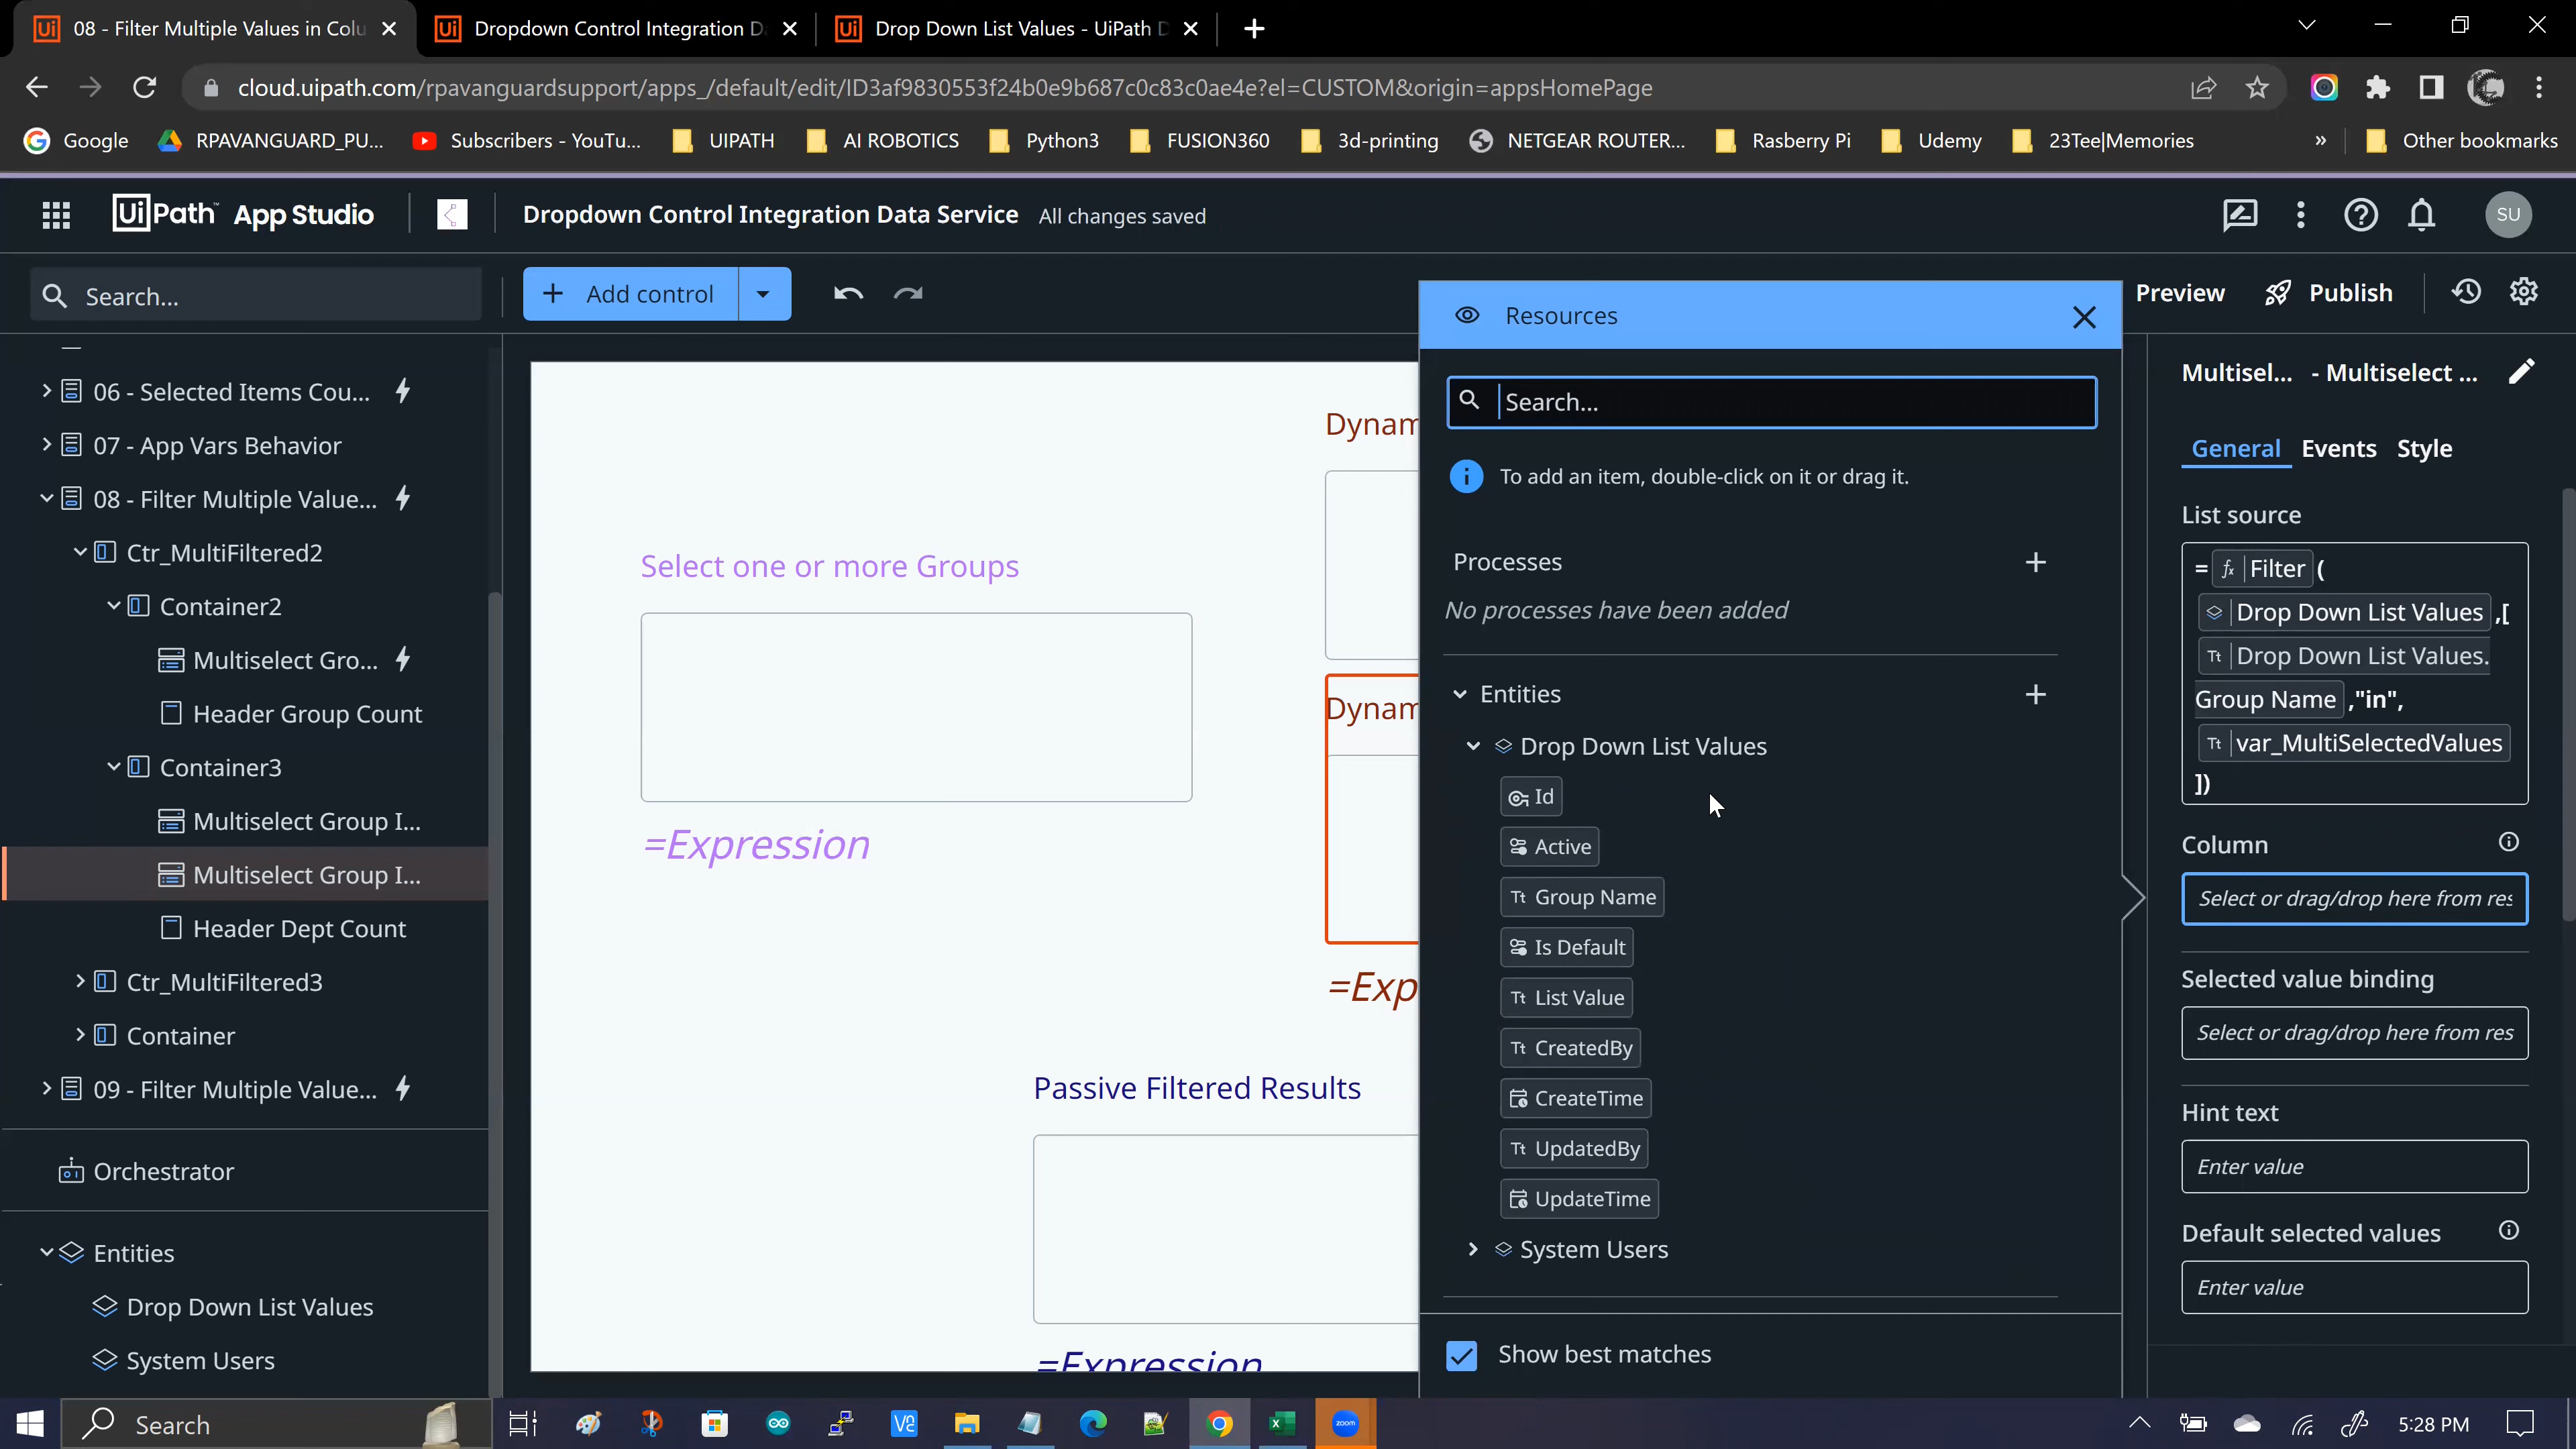 08 - Filter Multiple Values in Colu
Dropdown Control Integration D
Drop Down List Values - UiPath D
cloud.uipath.com/rpavanguardsupport/apps_/default/edit/ID3af9830553f24b0e9b687c0c83c0ae4e?el=CUSTOM&origin=appsHomePage
Google RPAVANGUARD_PU... Subscribers - YouTu... UIPATH AI ROBOTICS Python3 FUSION360 3d-printing NETGEAR ROUTER... Rasberry Pi Udemy 23Tee|Memories » Other bookmarks
UiPath App Studio Dropdown Control Integration Data Service All changes saved SU
Search... + Add control Preview Publish
06 - Selected Items Cou...
07 - App Vars Behavior
08 - Filter Multiple Value...
Ctr_MultiFiltered2
Container2
Multiselect Gro...
Header Group Count
Container3
Multiselect Group I...
Multiselect Group I...
Header Dept Count
Ctr_MultiFiltered3
Container
09 - Filter Multiple Value...
Orchestrator
Entities
Drop Down List Values
System Users
Select one or more Groups
=Expression
Dynam
Dynam
=Exp
Passive Filtered Results
=Expression
Resources
Search...
To add an item, double-click on it or drag it.
Processes
No processes have been added
Entities
Drop Down List Values
Id
Active
Tt Group Name
Is Default
Tt List Value
Tt CreatedBy
CreateTime
Tt UpdatedBy
UpdateTime
System Users
Show best matches
Multisel... - Multiselect ...
General Events Style
List source
= fx Filter (
Drop Down List Values ,[
Tt Drop Down List Values.
Group Name ,"in",
Tt var_MultiSelectedValues
])
Column
Select or drag/drop here from res
Selected value binding
Select or drag/drop here from res
Hint text
Enter value
Default selected values
Enter value
Search zoom 5:28 PM